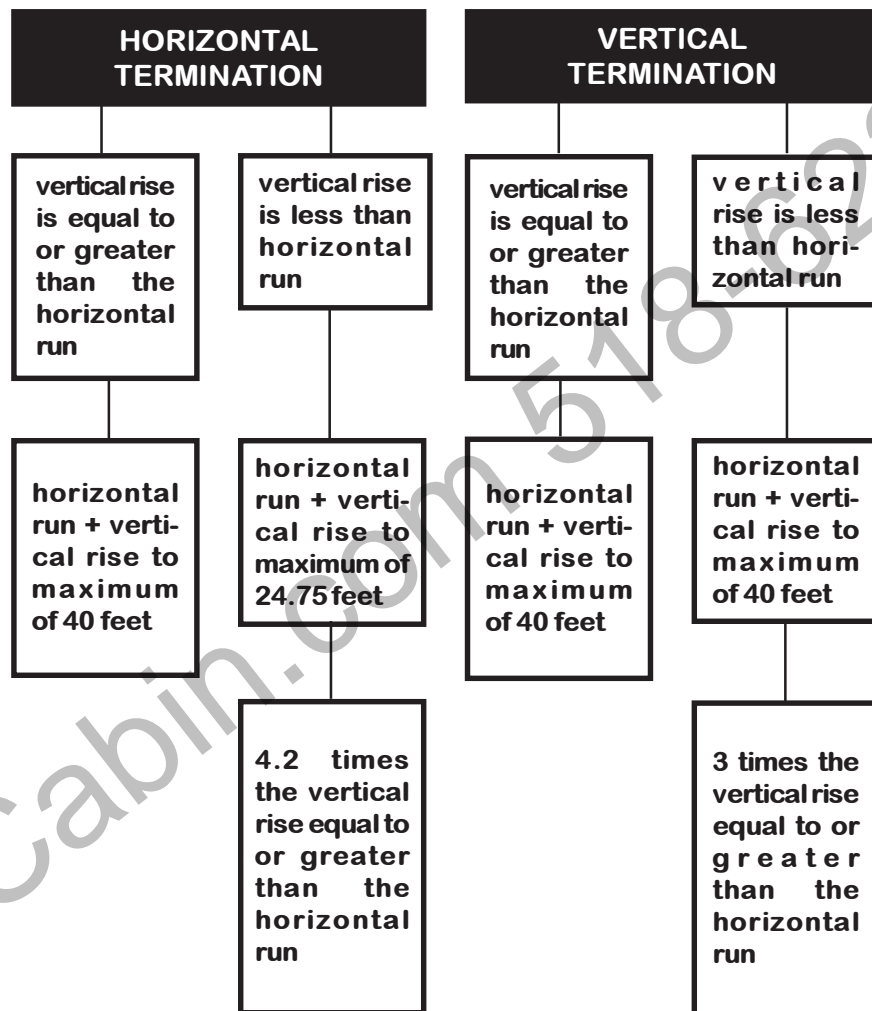 HORIZONTAL
TERMINATION
vertical rise
is equal to
or greater
than the
horizontal
run
horizontal
run + verti-
cal rise to
maximum
of 40 feet
vertical rise
is less than
horizontal
run
horizontal
run + verti-
cal rise to
maximum of
24.75 feet
4.2 times
the vertical
rise equal to
or greater
than the
horizontal
run
VERTICAL
TERMINATION
vertical rise
is equal to
or greater
than the
horizontal
run
horizontal
run + verti-
cal rise to
maximum
of 40 feet
vertical
rise is less
than hori-
zontal run
horizontal
run + verti-
cal rise to
maximum
of 40 feet
3 times the
vertical rise
equal to or
greater
than the
horizontal
run
Cabin.com 518-62